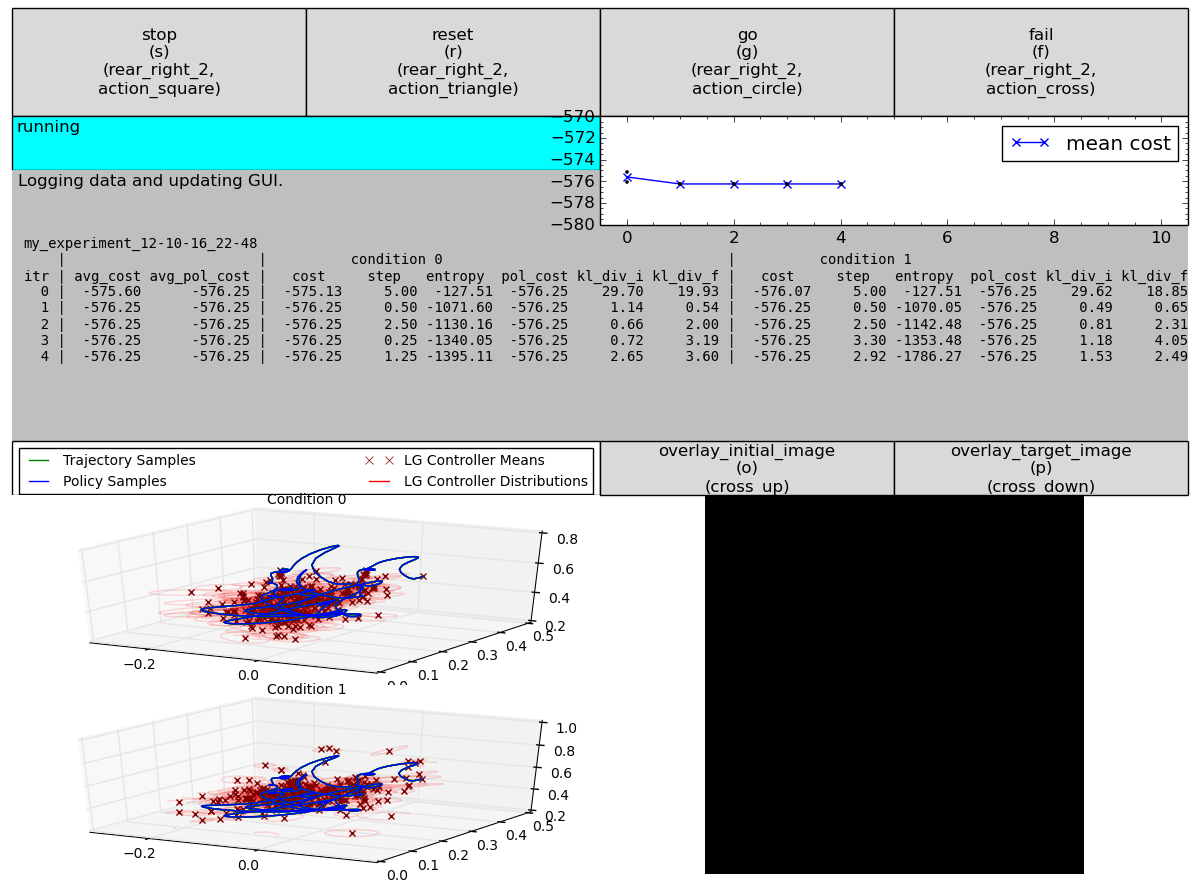 stop
(s)
(rear_right_2,
action_square)
reset
(r)
(rear_right_2,
action_triangle)
go
(g)
(rear_right_2,
action_circle)
fail
(f)
(rear_right_2,
action_cross)
running
Logging data and updating GUI.
−570
−572
−574
−576
−578
−580
0 2 4 6 8 10
mean cost
my_experiment_12-10-16_22-48
| | condition 0 | condition 1
itr | avg_cost avg_pol_cost | cost step entropy pol_cost kl_div_i kl_div_f | cost step entropy pol_cost kl_div_i kl_div_f
0 | -575.60 -576.25 | -575.13 5.00 -127.51 -576.25 29.70 19.93 | -576.07 5.00 -127.51 -576.25 29.62 18.85
1 | -576.25 -576.25 | -576.25 0.50 -1071.60 -576.25 1.14 0.54 | -576.25 0.50 -1070.05 -576.25 0.49 0.65
2 | -576.25 -576.25 | -576.25 2.50 -1130.16 -576.25 0.66 2.00 | -576.25 2.50 -1142.48 -576.25 0.81 2.31
3 | -576.25 -576.25 | -576.25 0.25 -1340.05 -576.25 0.72 3.19 | -576.25 3.30 -1353.48 -576.25 1.18 4.05
4 | -576.25 -576.25 | -576.25 1.25 -1395.11 -576.25 2.65 3.60 | -576.25 2.92 -1786.27 -576.25 1.53 2.49
Trajectory Samples
Policy Samples
LG Controller Means
LG Controller Distributions
overlay_initial_image
(o)
(cross_up)
overlay_target_image
(p)
(cross_down)
Condition 0
0.8
0.6
0.4
0.2
0.5
0.4
0.3
0.2
0.1
0.0
−0.2
0.0
Condition 1
1.0
0.8
0.6
0.4
0.2
0.5
0.4
0.3
0.2
0.1
0.0
−0.2
0.0